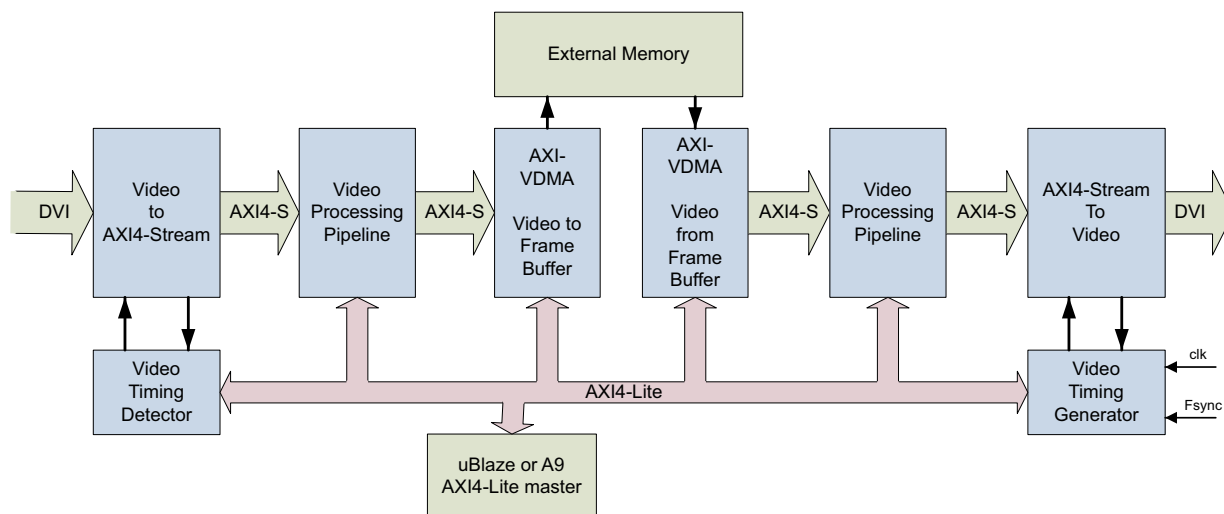 External Memory
DVI
Video
to
AXI4-Stream
AXI4-S
Video
Processing
Pipeline
AXI4-S
AXI-
VDMA
Video to
Frame
Buffer
AXI-
VDMA
Video
from
Frame
Buffer
AXI4-S
Video
Processing
Pipeline
AXI4-S
AXI4-Stream
To
Video
DVI
Video
Timing
Detector
AXI4-Lite
Video
Timing
Generator
clk
Fsync
uBlaze or A9
AXI4-Lite master